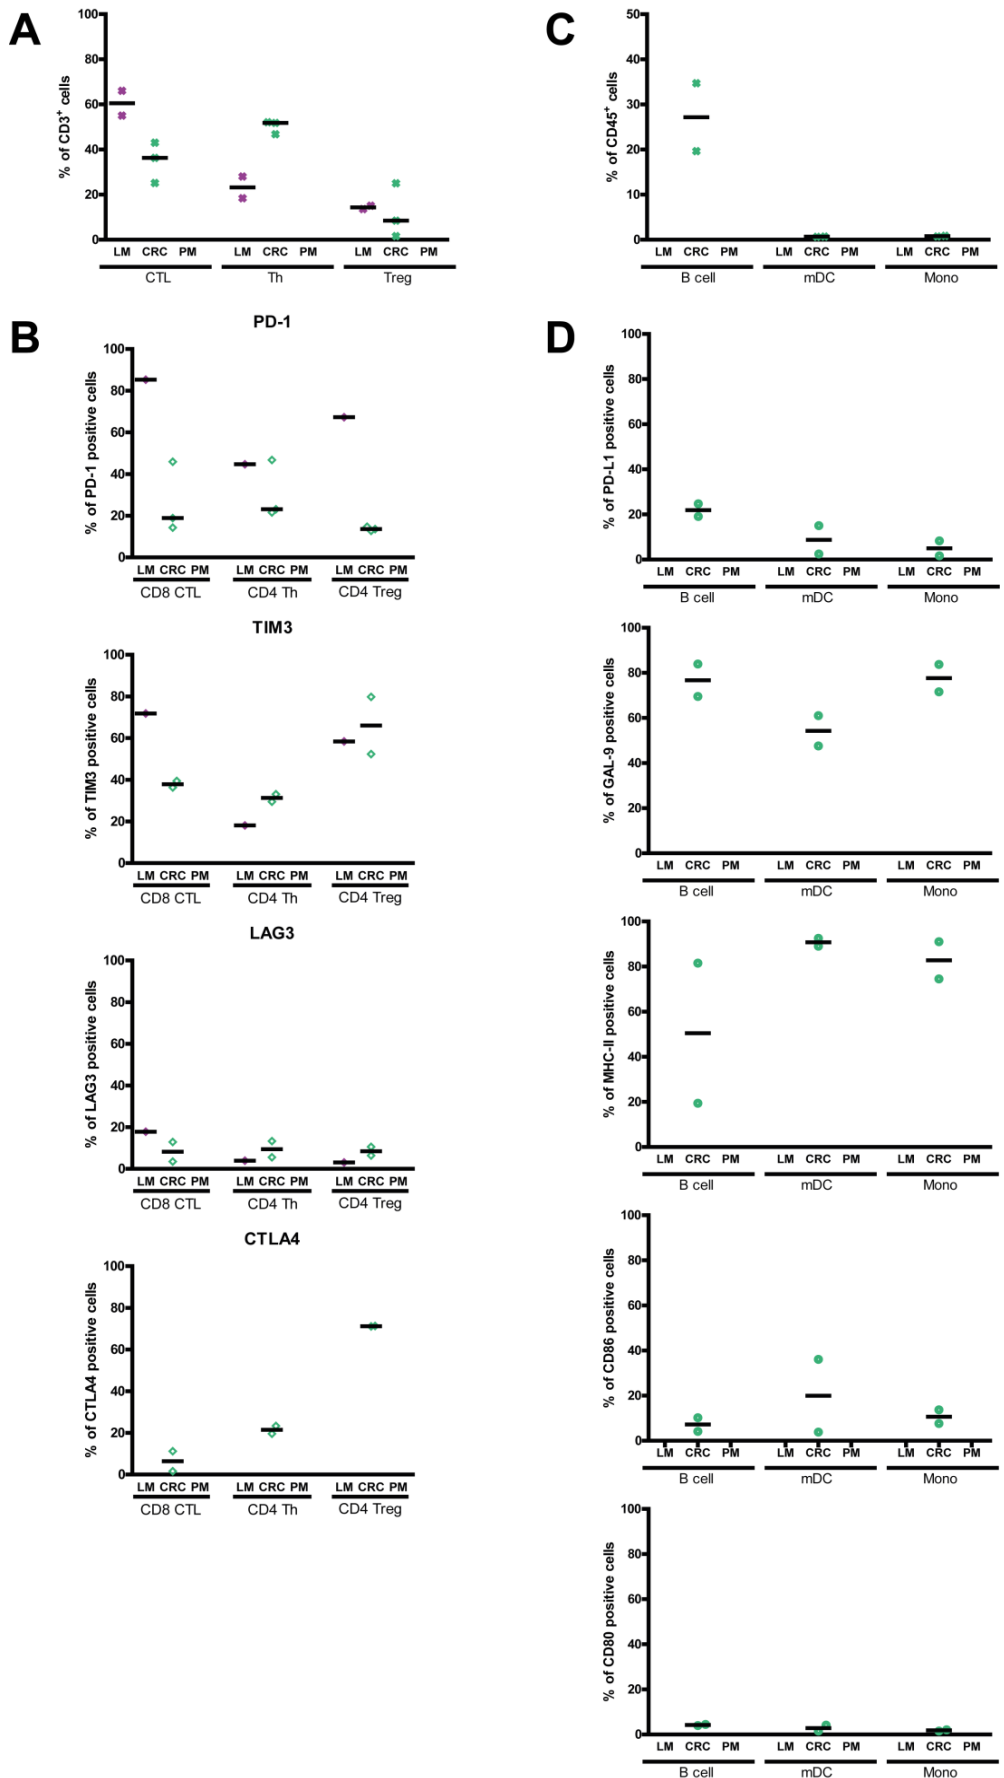 A
% of CD3+ cells
100
80
60
40
20
0
LM CRC PM LM CRC PM LM CRC PM
CTL Th Treg
B
PD-1
% of PD-1 positive cells
100
80
60
40
20
0
LM CRC PM LM CRC PM LM CRC PM
CD8 CTL CD4 Th CD4 Treg
TIM3
% of TIM3 positive cells
100
80
60
40
20
0
LM CRC PM LM CRC PM LM CRC PM
CD8 CTL CD4 Th CD4 Treg
LAG3
% of LAG3 positive cells
100
80
60
40
20
0
LM CRC PM LM CRC PM LM CRC PM
CD8 CTL CD4 Th CD4 Treg
CTLA4
% of CTLA4 positive cells
100
80
60
40
20
0
LM CRC PM LM CRC PM LM CRC PM
CD8 CTL CD4 Th CD4 Treg
C
% of CD45+ cells
50
40
30
20
10
0
LM CRC PM LM CRC PM LM CRC PM
B cell mDC Mono
D
% of PD-L1 positive cells
100
80
60
40
20
0
LM CRC PM LM CRC PM LM CRC PM
B cell mDC Mono
% of GAL-9 positive cells
100
80
60
40
20
0
LM CRC PM LM CRC PM LM CRC PM
B cell mDC Mono
% of MHC-II positive cells
100
80
60
40
20
0
LM CRC PM LM CRC PM LM CRC PM
B cell mDC Mono
% of CD86 positive cells
100
80
60
40
20
0
LM CRC PM LM CRC PM LM CRC PM
B cell mDC Mono
% of CD80 positive cells
100
80
60
40
20
0
LM CRC PM LM CRC PM LM CRC PM
B cell mDC Mono